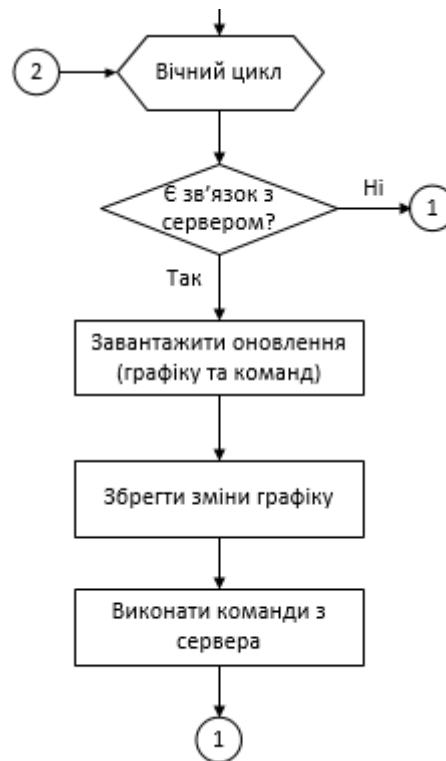 2
Вічний цикл
Є зв’язок з
сервером?
Ні
1
Так
Завантажити оновлення
(графіку та команд)
Збрегти зміни графіку
Виконати команди з
сервера
1